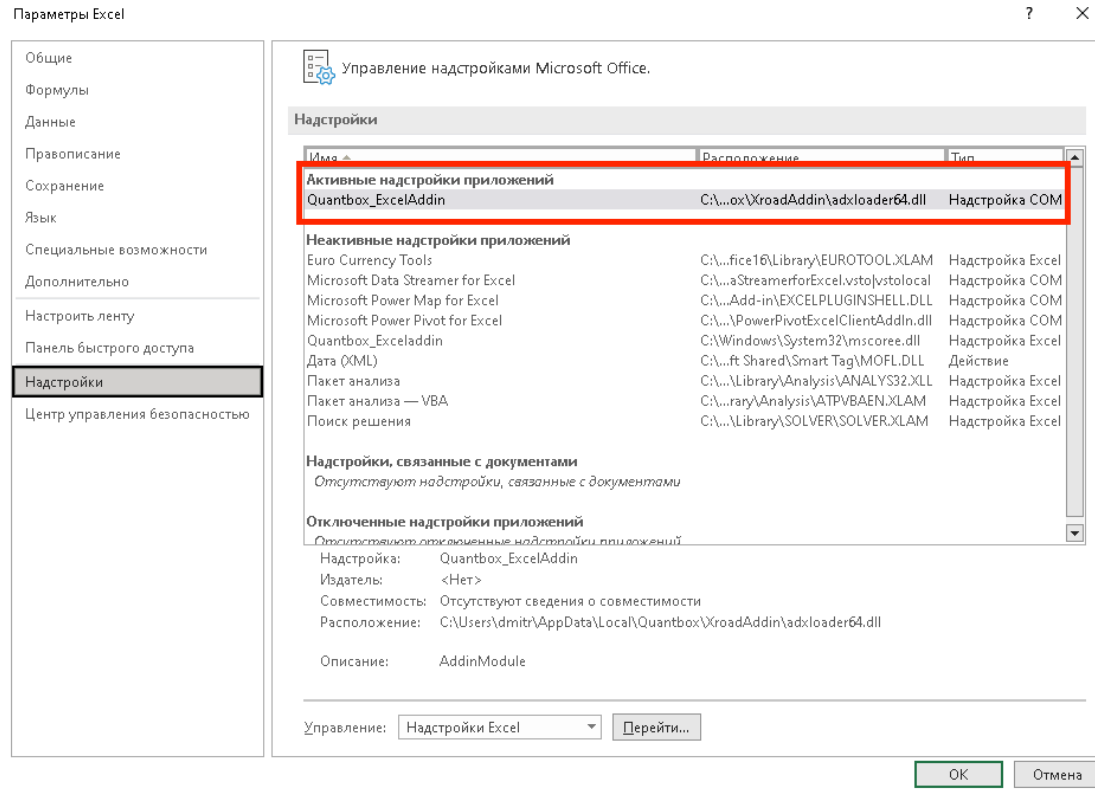 Параметры Excel ? ×
Общие
Формулы
Данные
Правописание
Сохранение
Язык
Специальные возможности
Дополнительно
Настроить ленту
Панель быстрого доступа
Надстройки
Центр управления безопасностью
Управление надстройками Microsoft Office.
Надстройки
Имя Расположение Тип
Активные надстройки приложений
Quantbox_ExcelAddin C:\...ox\XroadAddin\adxloader64.dll Надстройка COM
Неактивные надстройки приложений
Euro Currency Tools C:\...fice16\Library\EUROTOOL.XLAM Надстройка Excel
Microsoft Data Streamer for Excel C:\...aStreamerforExcel.vsto|vstolocal Надстройка COM
Microsoft Power Map for Excel C:\...Add-in\EXCELPLUGINSHELL.DLL Надстройка COM
Microsoft Power Pivot for Excel C:\...\PowerPivotExcelClientAddIn.dll Надстройка COM
Quantbox_Exceladdin C:\Windows\System32\mscoree.dll Надстройка Excel
Дата (XML) C:\...ft Shared\Smart Tag\MOFL.DLL Действие
Пакет анализа C:\...\Library\Analysis\ANALYS32.XLL Надстройка Excel
Пакет анализа — VBA C:\...rary\Analysis\ATPVBAEN.XLAM Надстройка Excel
Поиск решения C:\...\Library\SOLVER\SOLVER.XLAM Надстройка Excel
Надстройки, связанные с документами
Отсутствуют надстройки, связанные с документами
Отключенные надстройки приложений
Отсутствуют отключенные надстройки приложений
Надстройка: Quantbox_ExcelAddin
Издатель: <Нет>
Совместимость: Отсутствуют сведения о совместимости
Расположение: C:\Users\dmitr\AppData\Local\Quantbox\XroadAddin\adxloader64.dll
Описание: AddinModule
Управление: Надстройки Excel Перейти...
OK Отмена